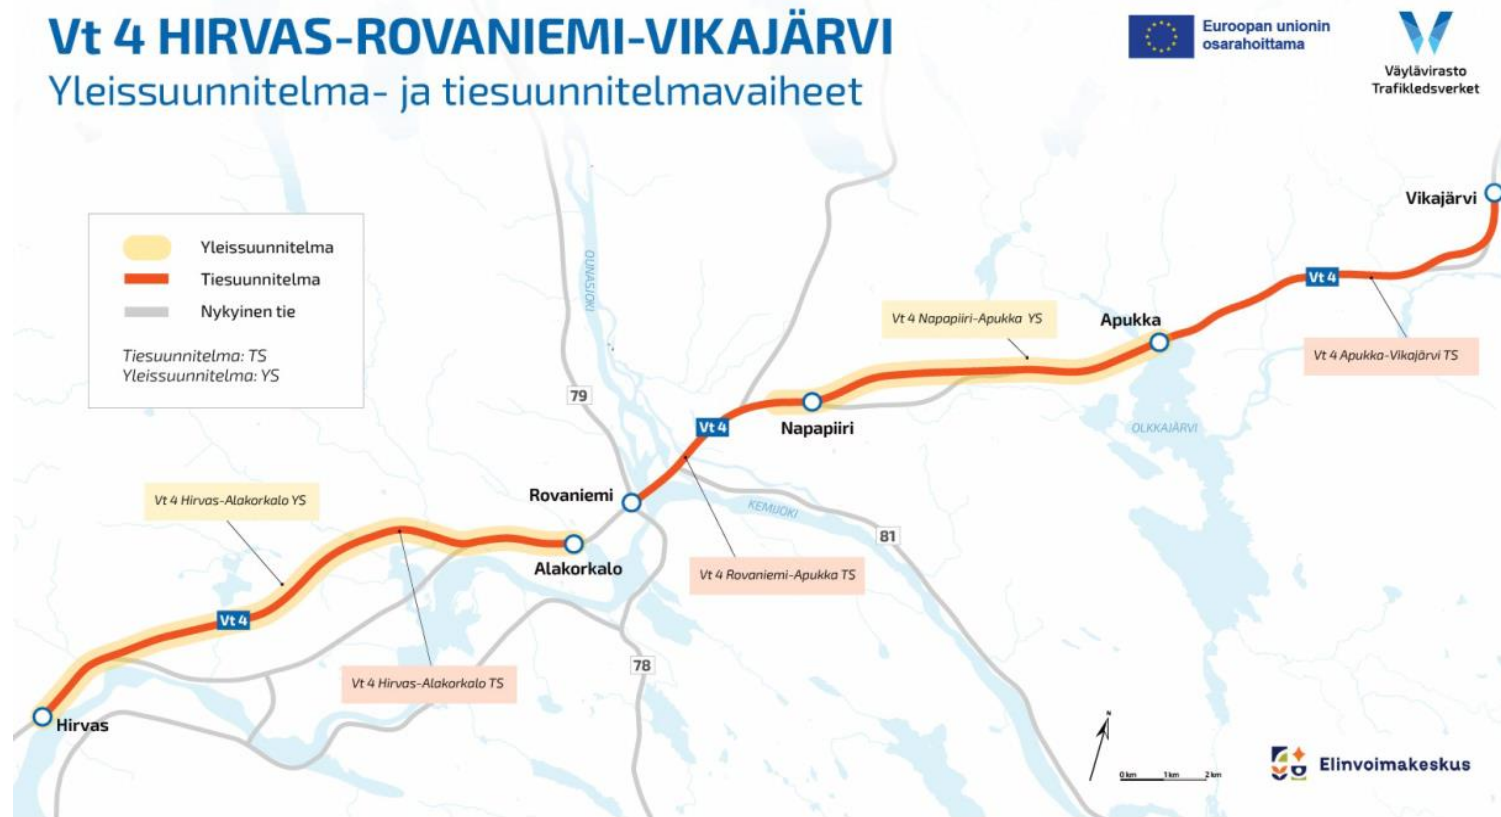 Vt 4 HIRVAS-ROVANIEMI-VIKAJÄRVI
Yleissuunnitelma- ja tiesuunnitelmavaiheet
Euroopan unionin
osarahoittama
Väylävirasto
Trafikledsverket
Yleissuunnitelma
Tiesuunnitelma
Nykyinen tie
Tiesuunnitelma: TS
Yleissuunnitelma: YS
Vikajärvi
Vt 4
OUNASJOKI
Vt 4 Napapiiri-Apukka YS
Apukka
Vt 4 Apukka-Vikajärvi TS
79
Vt 4
Napapiiri
OLKKAJÄRVI
Rovaniemi
Vt 4 Hirvas-Alakorkalo YS
KEMIJOKI
81
Alakorkalo
Vt 4 Rovaniemi-Apukka TS
Vt 4
78
Vt 4 Hirvas-Alakorkalo TS
Hirvas
N
0 km 1 km 2 km
Elinvoimakeskus